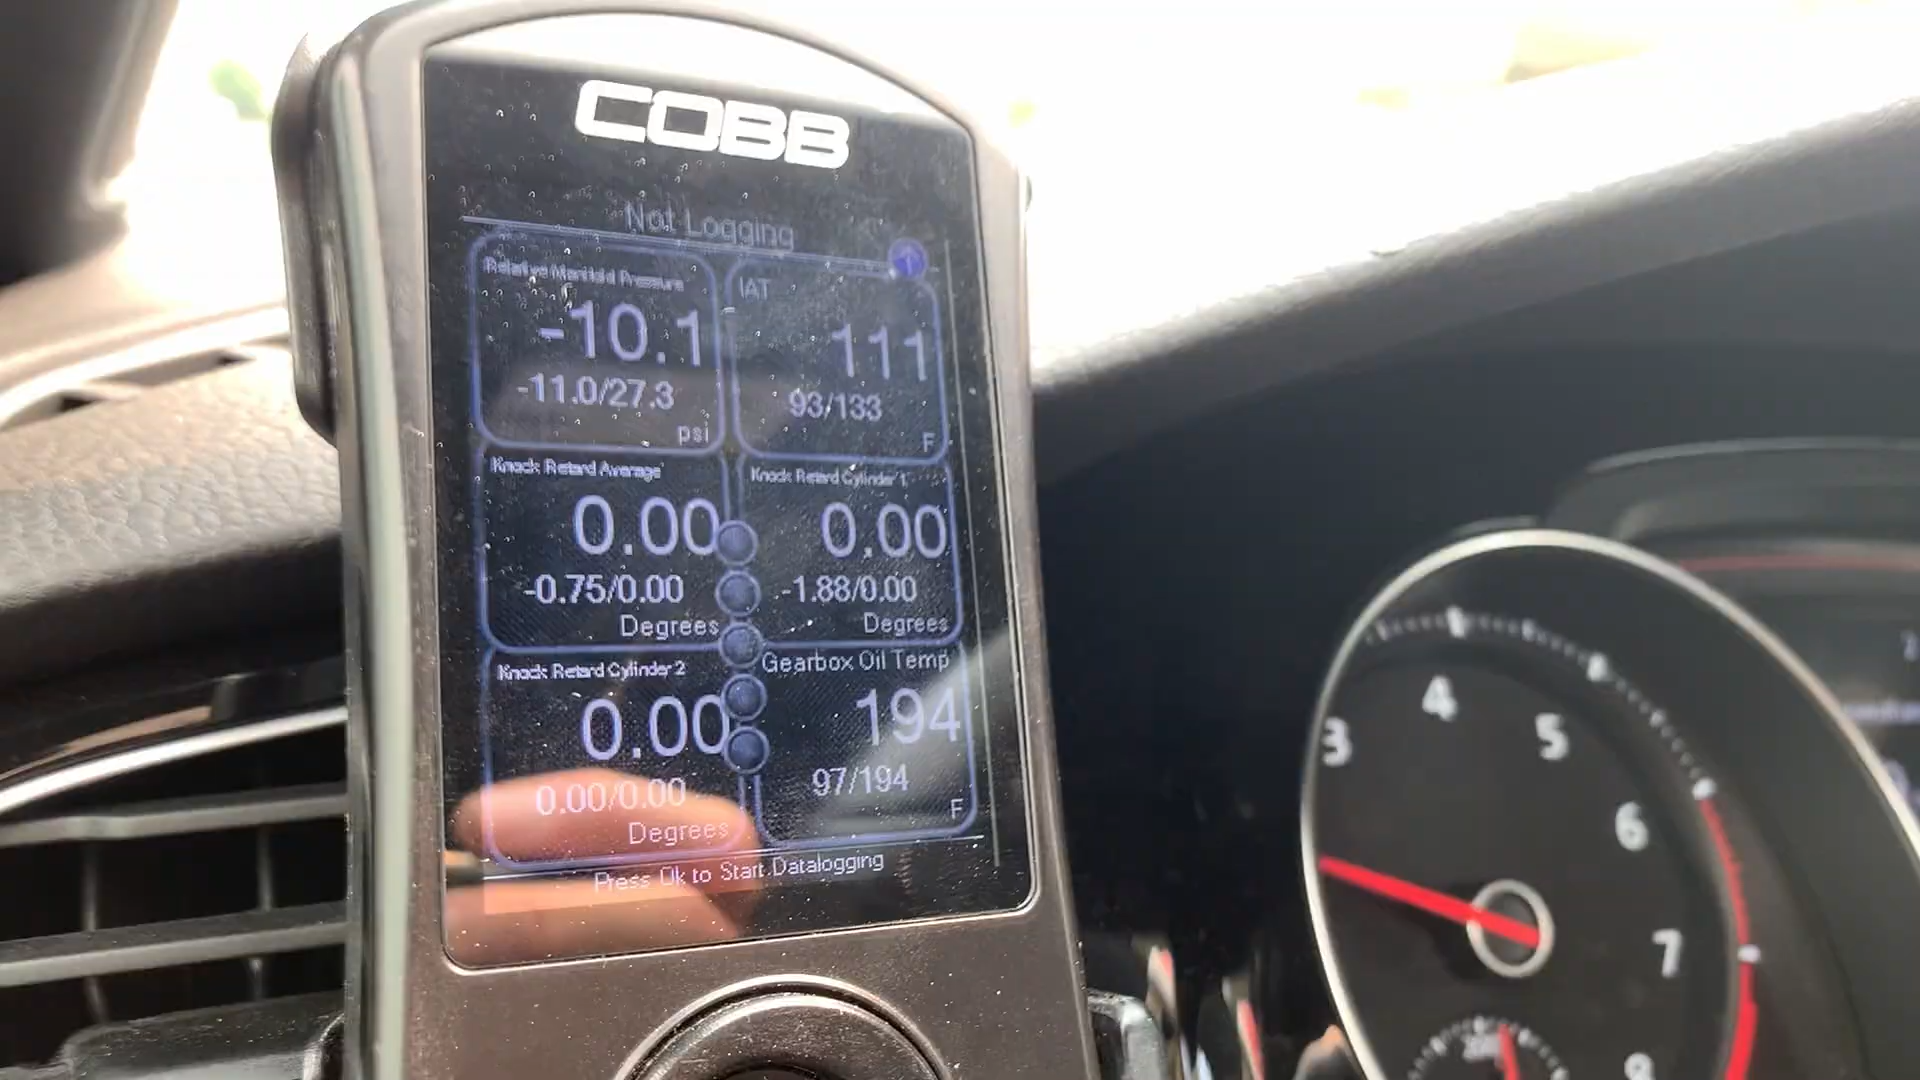 COBB
Not Logging
1
Relative Manifold Pressure
-10.1
-11.0/27.3
psi
IAT
111
93/133
F
Knock Retard Average
0.00
-0.75/0.00
Degrees
Knock Retard Cylinder 1
0.00
-1.88/0.00
Degrees
Knock Retard Cylinder 2
0.00
0.00/0.00
Degrees
Gearbox Oil Temp
194
97/194
F
Press Ok to Start Datalogging
3
4
5
6
7
8